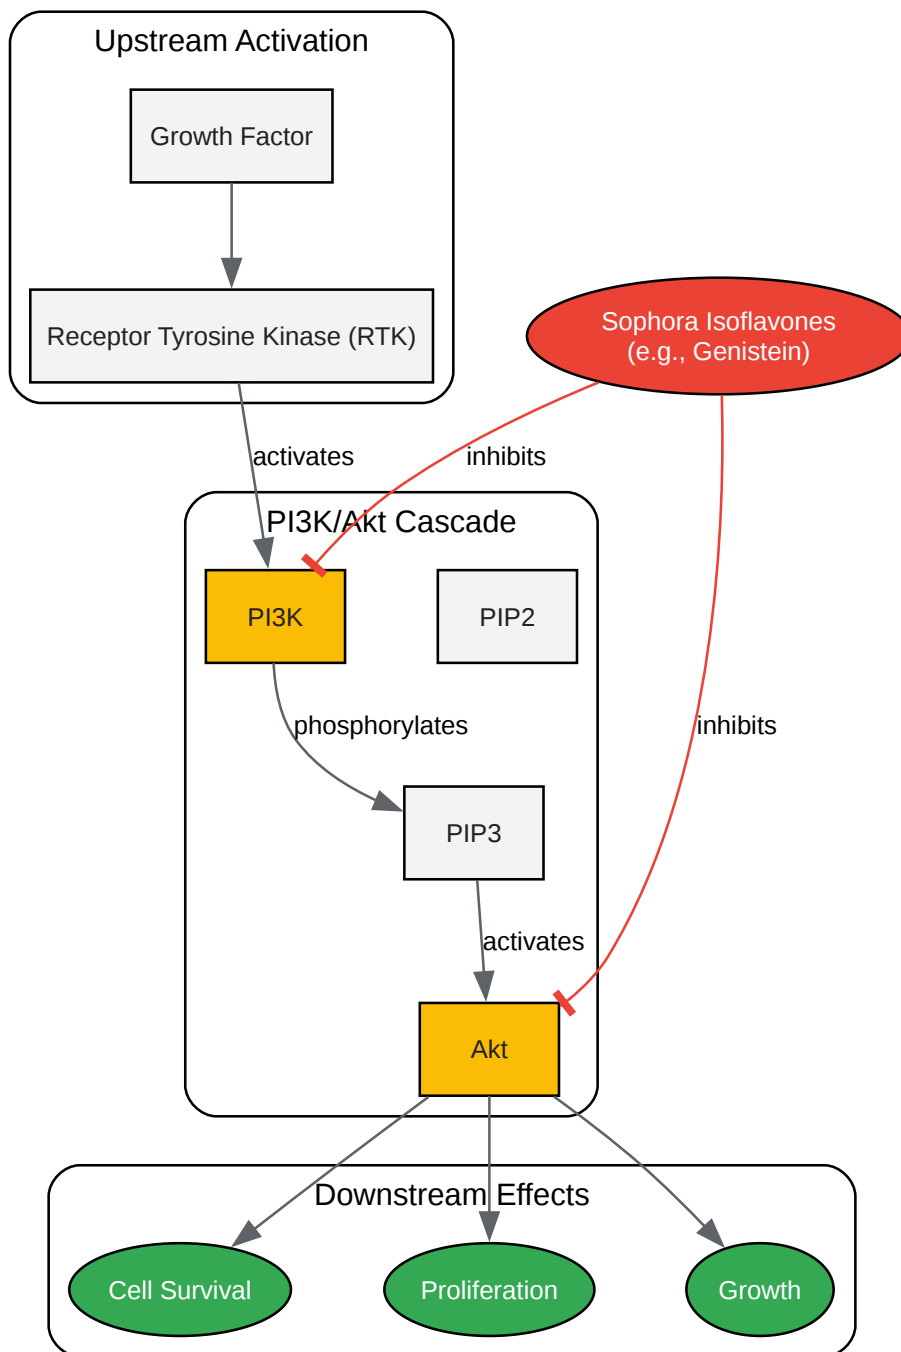 Upstream Activation
Growth Factor
Receptor Tyrosine Kinase (RTK)
Sophora Isoflavones
(e.g., Genistein)
activates
inhibits
PI3K/Akt Cascade
PI3K
PIP2
phosphorylates
inhibits
PIP3
activates
Akt
Downstream Effects
Cell Survival
Proliferation
Growth